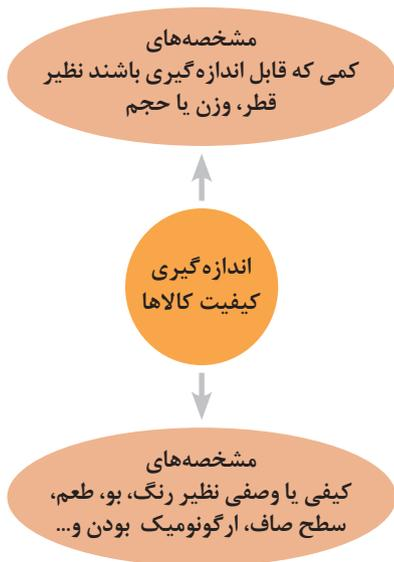 مشخصه‌های
کمی که قابل اندازه‌گیری باشند نظیر
قطر، وزن یا حجم
اندازه‌گیری
کیفیت کالاها
مشخصه‌های
کیفی یا وصفی نظیر رنگ، بو، طعم،
سطح صاف، ارگونومیک بودن و...